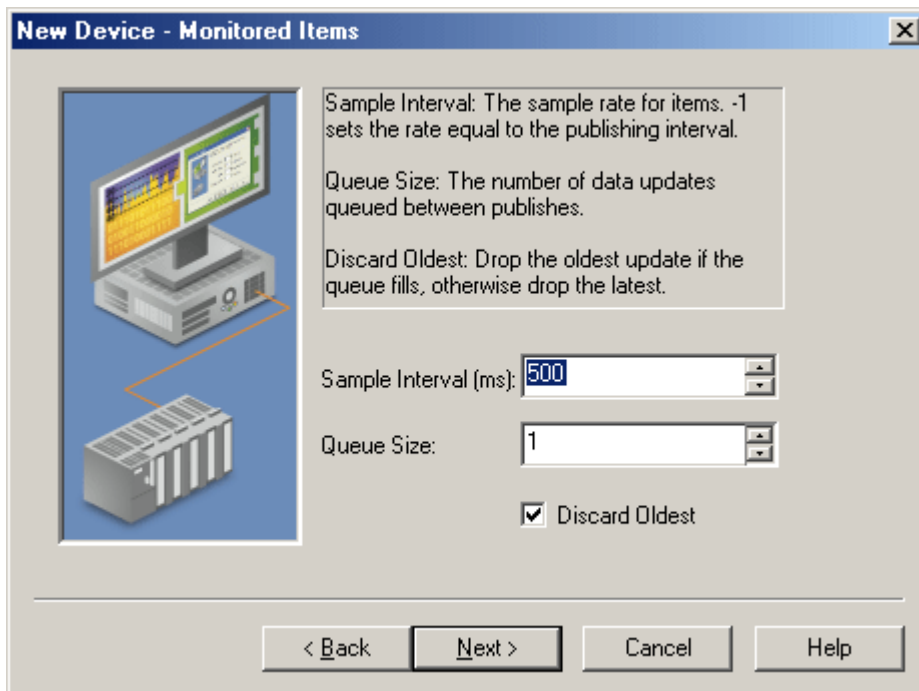 New Device - Monitored Items
Sample Interval: The sample rate for items. -1
sets the rate equal to the publishing interval.
Queue Size: The number of data updates
queued between publishes.
Discard Oldest: Drop the oldest update if the
queue fills, otherwise drop the latest.
Sample Interval (ms): 500
Queue Size: 1
Discard Oldest
< Back Next > Cancel Help